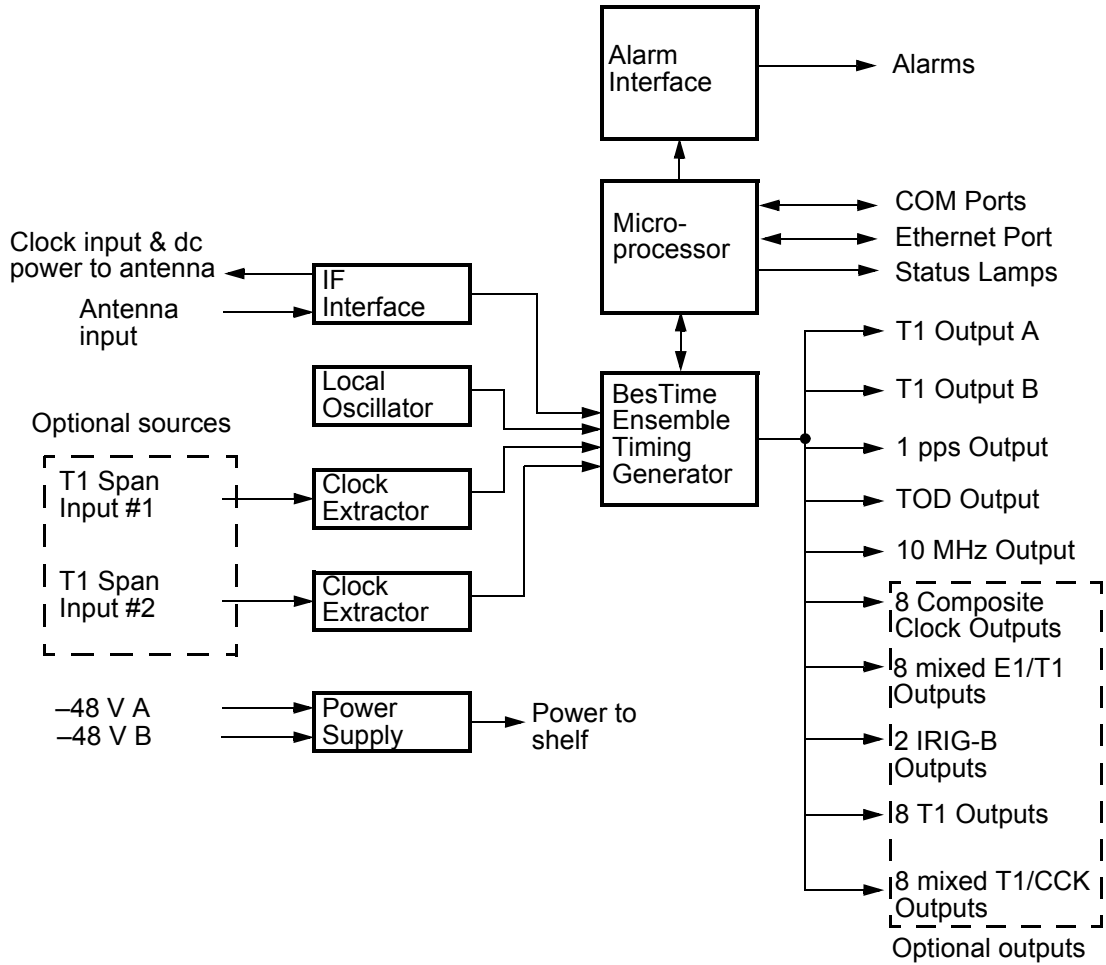 Alarm
Interface
Alarms
Micro-
processor
COM Ports
Ethernet Port
Status Lamps
Clock input & dc
power to antenna
Antenna
input
IF
Interface
Local
Oscillator
BesTime
Ensemble
Timing
Generator
Optional sources
T1 Span
Input #1
Clock
Extractor
T1 Span
Input #2
Clock
Extractor
–48 V A
–48 V B
Power
Supply
Power to
shelf
T1 Output A
T1 Output B
1 pps Output
TOD Output
10 MHz Output
8 Composite
Clock Outputs
8 mixed E1/T1
Outputs
2 IRIG-B
Outputs
8 T1 Outputs
8 mixed T1/CCK
Outputs
Optional outputs